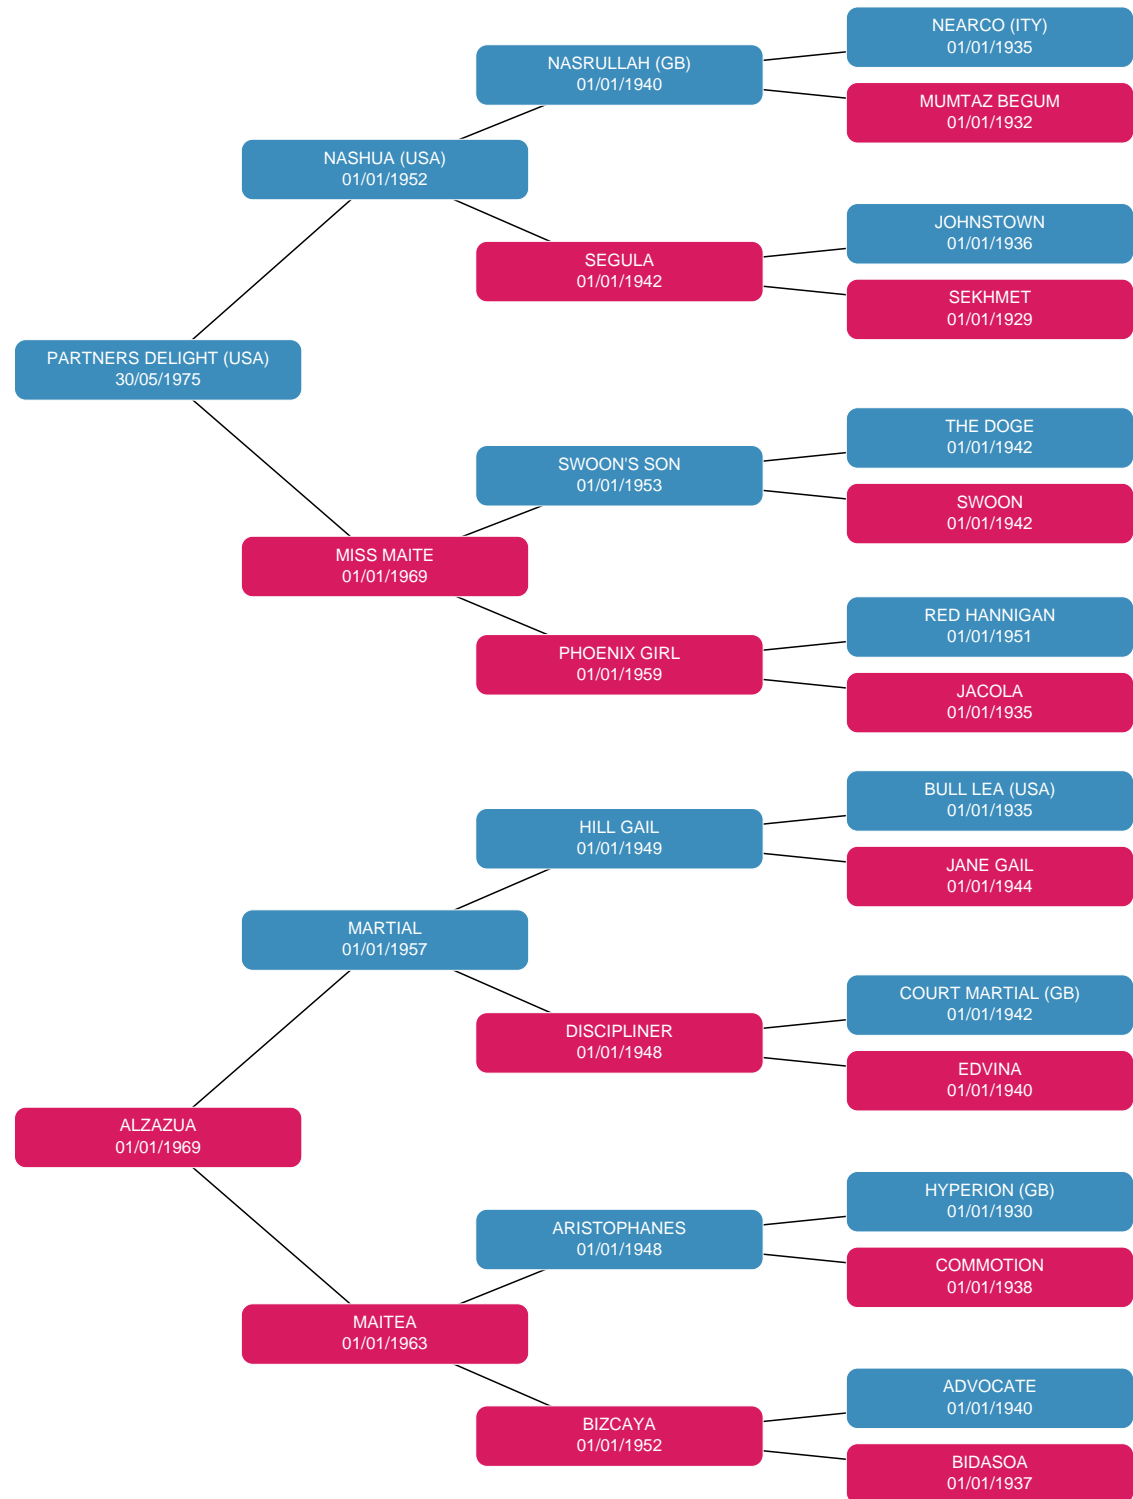 NEARCO (ITY)
01/01/1935
NASRULLAH (GB)
01/01/1940
MUMTAZ BEGUM
01/01/1932
NASHUA (USA)
01/01/1952
JOHNSTOWN
01/01/1936
SEGULA
01/01/1942
SEKHMET
01/01/1929
PARTNERS DELIGHT (USA)
30/05/1975
THE DOGE
01/01/1942
SWOON'S SON
01/01/1953
SWOON
01/01/1942
MISS MAITE
01/01/1969
RED HANNIGAN
01/01/1951
PHOENIX GIRL
01/01/1959
JACOLA
01/01/1935
BULL LEA (USA)
01/01/1935
HILL GAIL
01/01/1949
JANE GAIL
01/01/1944
MARTIAL
01/01/1957
COURT MARTIAL (GB)
01/01/1942
DISCIPLINER
01/01/1948
EDVINA
01/01/1940
ALZAZUA
01/01/1969
HYPERION (GB)
01/01/1930
ARISTOPHANES
01/01/1948
COMMOTION
01/01/1938
MAITEA
01/01/1963
ADVOCATE
01/01/1940
BIZCAYA
01/01/1952
BIDASOA
01/01/1937